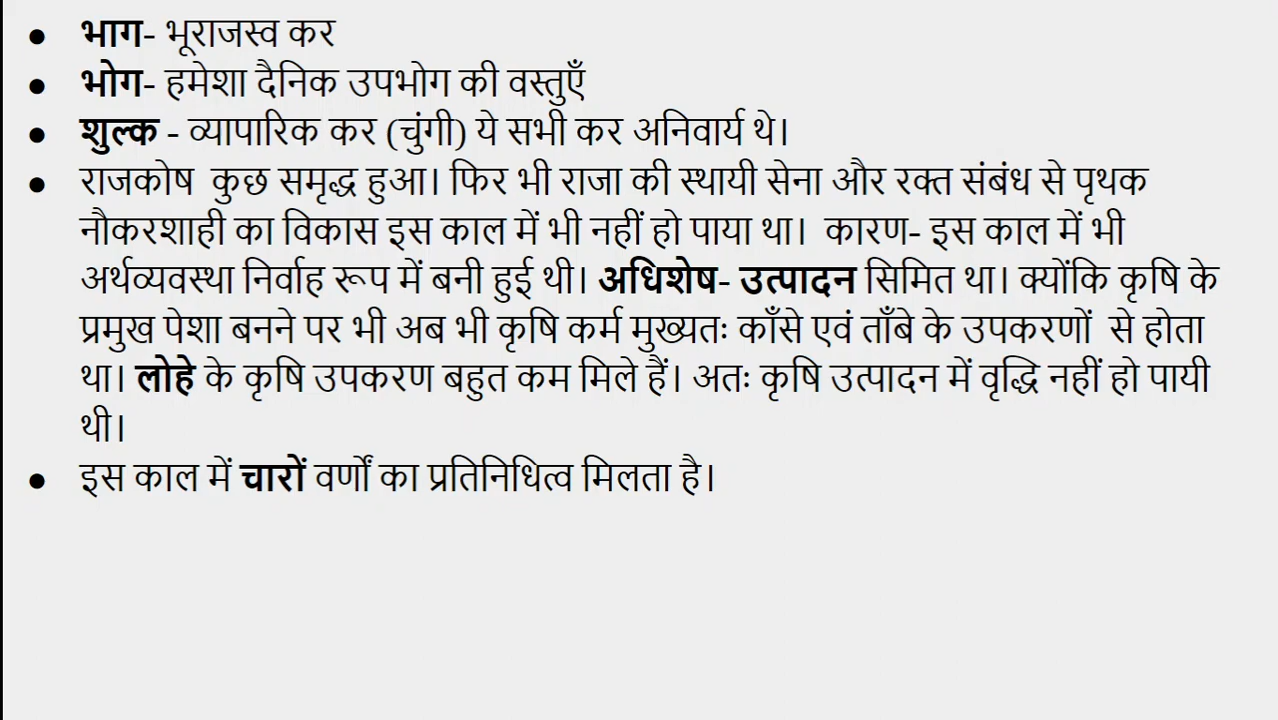 ● भाग- भूराजस्व कर
● भोग- हमेशा दैनिक उपभोग की वस्तुएँ
● शुल्क - व्यापारिक कर (चुंगी) ये सभी कर अनिवार्य थे।
● राजकोष कुछ समृद्ध हुआ। फिर भी राजा की स्थायी सेना और रक्त संबंध से पृथक
नौकरशाही का विकास इस काल में भी नहीं हो पाया था। कारण- इस काल में भी
अर्थव्यवस्था निर्वाह रूप में बनी हुई थी। अधिशेष- उत्पादन सिमित था। क्योंकि कृषि के
प्रमुख पेशा बनने पर भी अब भी कृषि कर्म मुख्यतः काँसे एवं ताँबे के उपकरणों से होता
था। लोहे के कृषि उपकरण बहुत कम मिले हैं। अतः कृषि उत्पादन में वृद्धि नहीं हो पायी
थी।
● इस काल में चारों वर्णों का प्रतिनिधित्व मिलता है।